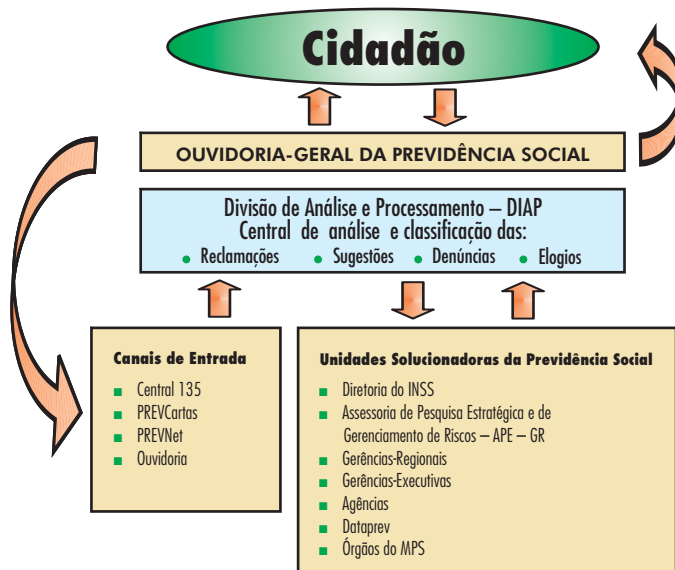 Cidadão
OUVIDORIA-GERAL DA PREVIDÊNCIA SOCIAL
Divisão de Análise e Processamento – DIAP
Central de análise e classificação das:
• Reclamações • Sugestões • Denúncias • Elogios
Canais de Entrada
■ Central 135
■ PREVCartas
■ PREVNet
■ Ouvidoria
Unidades Solucionadoras da Previdência Social
■ Diretoria do INSS
■ Assessoria de Pesquisa Estratégica e de
Gerenciamento de Riscos – APE – GR
■ Gerências-Regionais
■ Gerências-Executivas
■ Agências
■ Dataprev
■ Órgãos do MPS